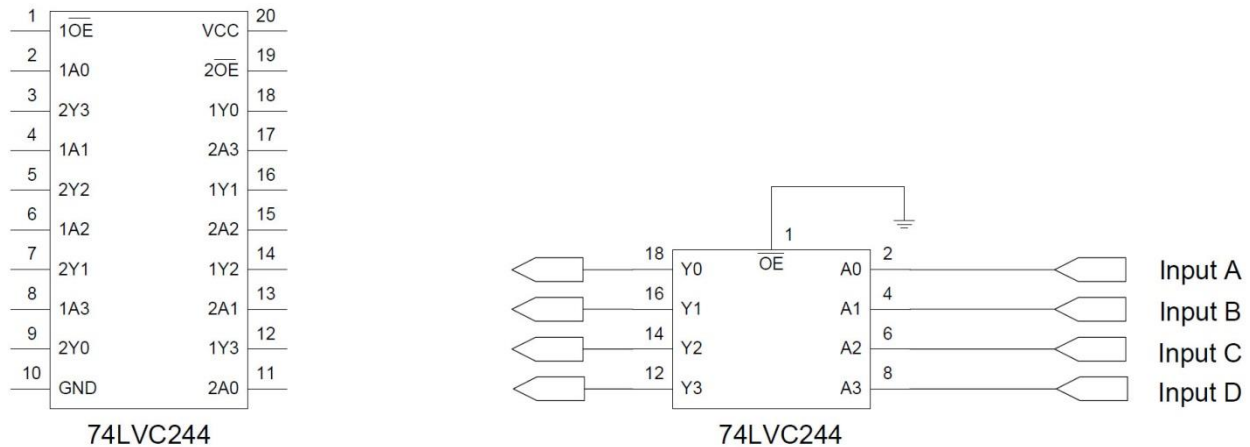 1 1OE VCC 20
2 1A0 2OE 19
3 2Y3 1Y0 18
4 1A1 2A3 17
5 2Y2 1Y1 16
6 1A2 2A2 15
7 2Y1 1Y2 14
8 1A3 2A1 13
9 2Y0 1Y3 12
10 GND 2A0 11
74LVC244
1
OE
18 Y0 A0 2 Input A
16 Y1 A1 4 Input B
14 Y2 A2 6 Input C
12 Y3 A3 8 Input D
74LVC244